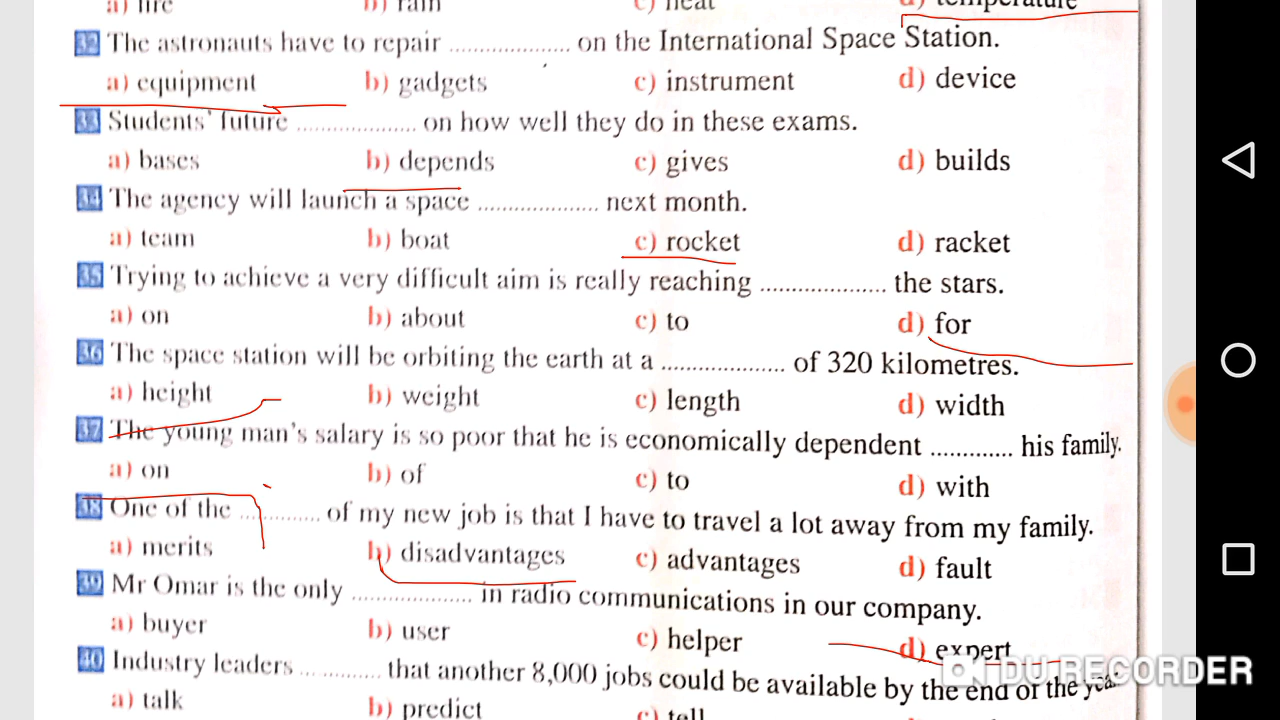 a) fire b) rain c) heat d) temperature
32 The astronauts have to repair .................... on the International Space Station.
a) equipment b) gadgets c) instrument d) device
33 Students' future .................... on how well they do in these exams.
a) bases b) depends c) gives d) builds
34 The agency will launch a space .................... next month.
a) team b) boat c) rocket d) racket
35 Trying to achieve a very difficult aim is really reaching .................... the stars.
a) on b) about c) to d) for
36 The space station will be orbiting the earth at a .................... of 320 kilometres.
a) height b) weight c) length d) width
37 The young man's salary is so poor that he is economically dependent ............. his family.
a) on b) of c) to d) with
38 One of the ............. of my new job is that I have to travel a lot away from my family.
a) merits b) disadvantages c) advantages d) fault
39 Mr Omar is the only .................... in radio communications in our company.
a) buyer b) user c) helper d) expert
40 Industry leaders ............. that another 8,000 jobs could be available by the end of the year
DU RECORDER
a) talk b) predict c) tell